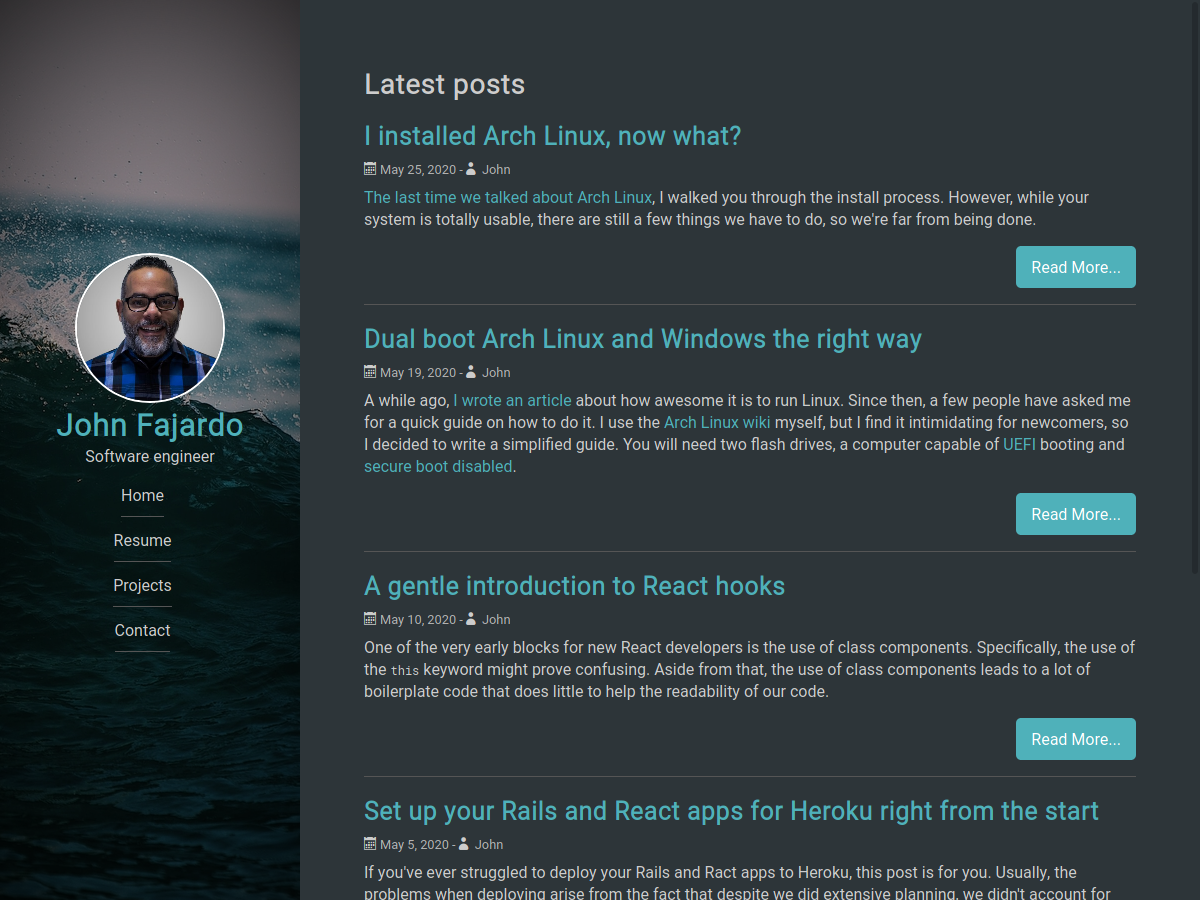 John Fajardo
Software engineer
Home
Resume
Projects
Contact
Latest posts
I installed Arch Linux, now what?
May 25, 2020 - John
The last time we talked about Arch Linux, I walked you through the install process. However, while your
system is totally usable, there are still a few things we have to do, so we're far from being done.
Read More...
Dual boot Arch Linux and Windows the right way
May 19, 2020 - John
A while ago, I wrote an article about how awesome it is to run Linux. Since then, a few people have asked me
for a quick guide on how to do it. I use the Arch Linux wiki myself, but I find it intimidating for newcomers, so
I decided to write a simplified guide. You will need two flash drives, a computer capable of UEFI booting and
secure boot disabled.
Read More...
A gentle introduction to React hooks
May 10, 2020 - John
One of the very early blocks for new React developers is the use of class components. Specifically, the use of
the this keyword might prove confusing. Aside from that, the use of class components leads to a lot of
boilerplate code that does little to help the readability of our code.
Read More...
Set up your Rails and React apps for Heroku right from the start
May 5, 2020 - John
If you've ever struggled to deploy your Rails and Ract apps to Heroku, this post is for you. Usually, the
problems when deploying arise from the fact that despite we did extensive planning, we didn't account for